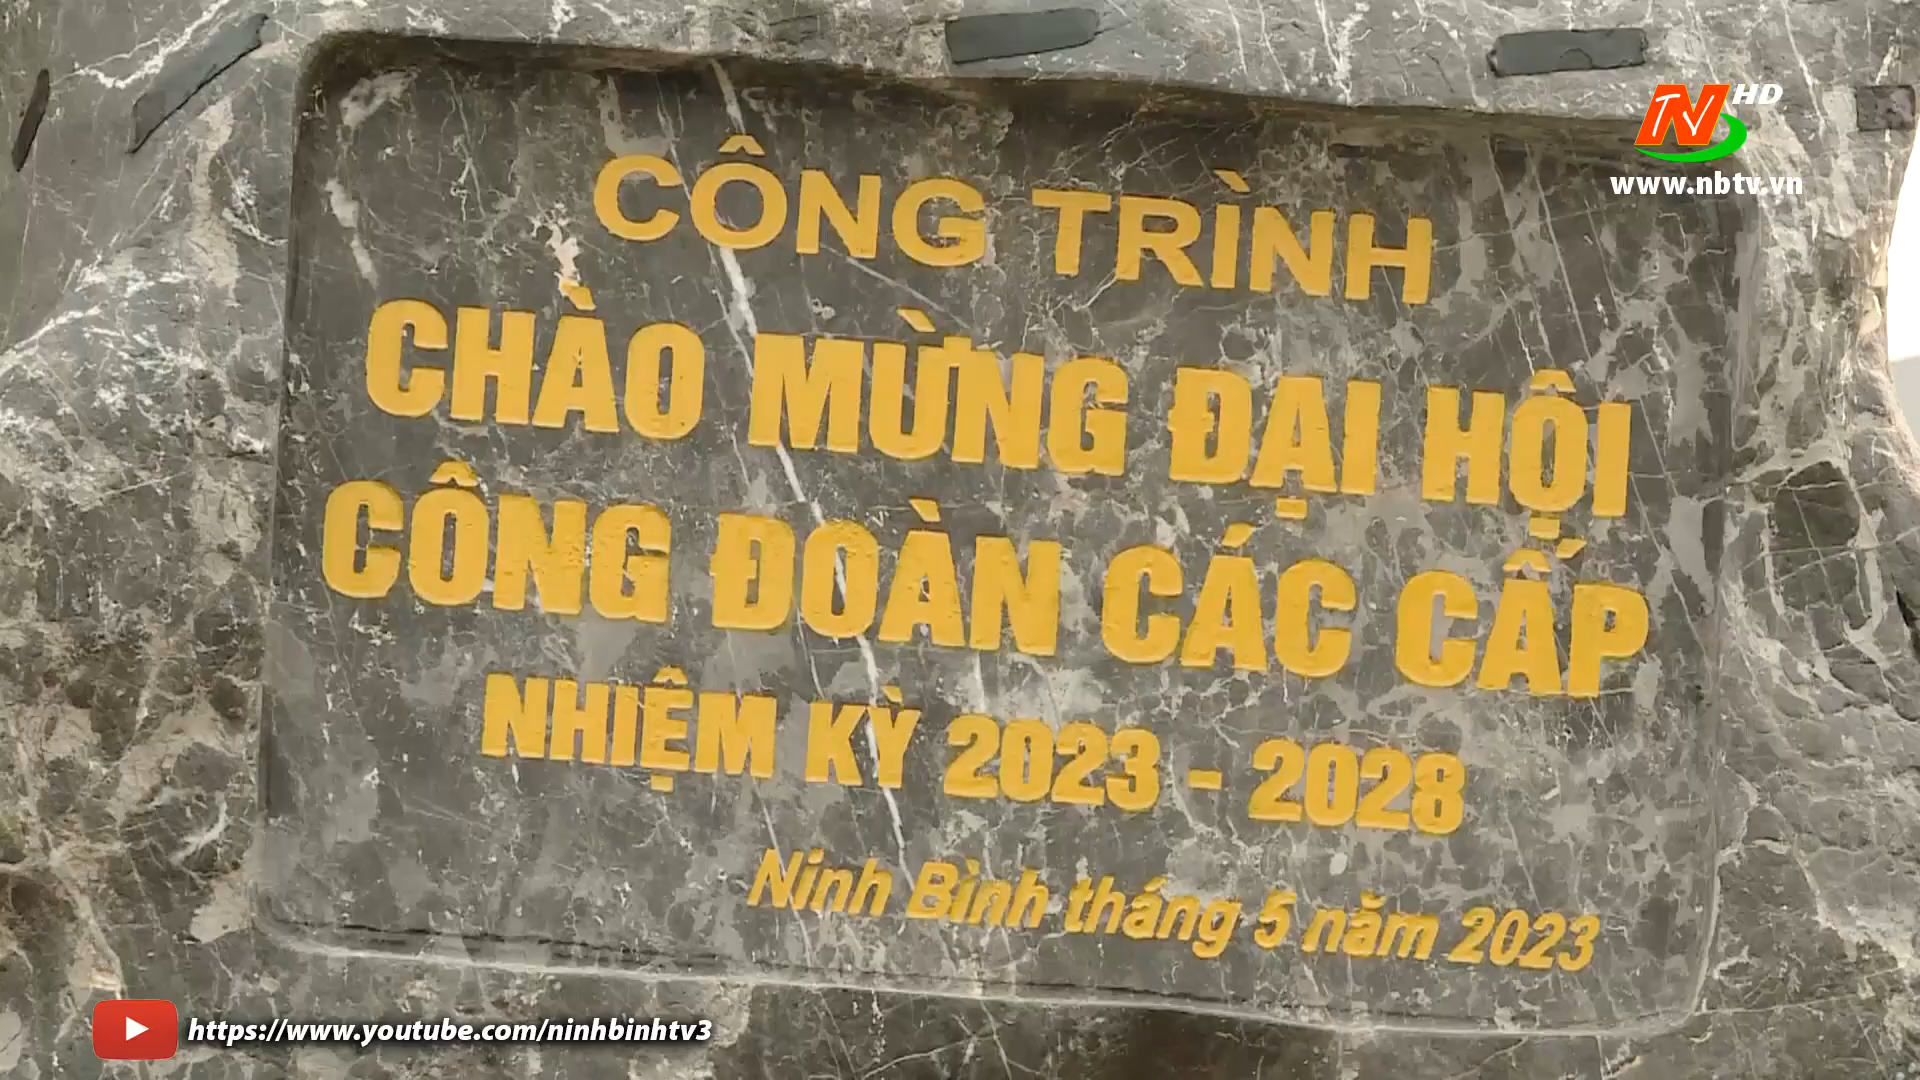 NTV HD
www.nbtv.vn
CÔNG TRÌNH
CHÀO MỪNG ĐẠI HỘI
CÔNG ĐOÀN CÁC CẤP
NHIỆM KỲ 2023 - 2028
Ninh Bình tháng 5 năm 2023
https://www.youtube.com/ninhbinhtv3